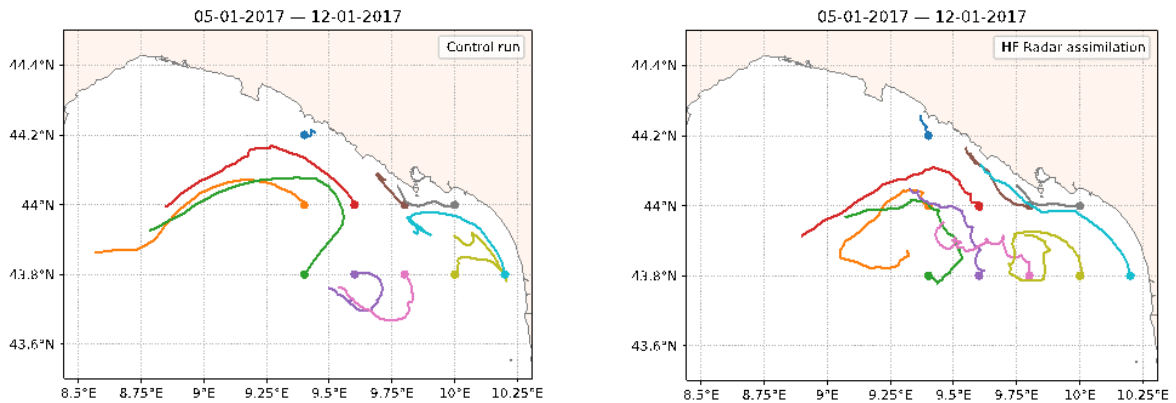 05-01-2017 — 12-01-2017
Control run
44.4°N
44.2°N
44°N
43.8°N
43.6°N
8.5°E 8.75°E 9°E 9.25°E 9.5°E 9.75°E 10°E 10.25°E
05-01-2017 — 12-01-2017
HF Radar assimilation
44.4°N
44.2°N
44°N
43.8°N
43.6°N
8.5°E 8.75°E 9°E 9.25°E 9.5°E 9.75°E 10°E 10.25°E